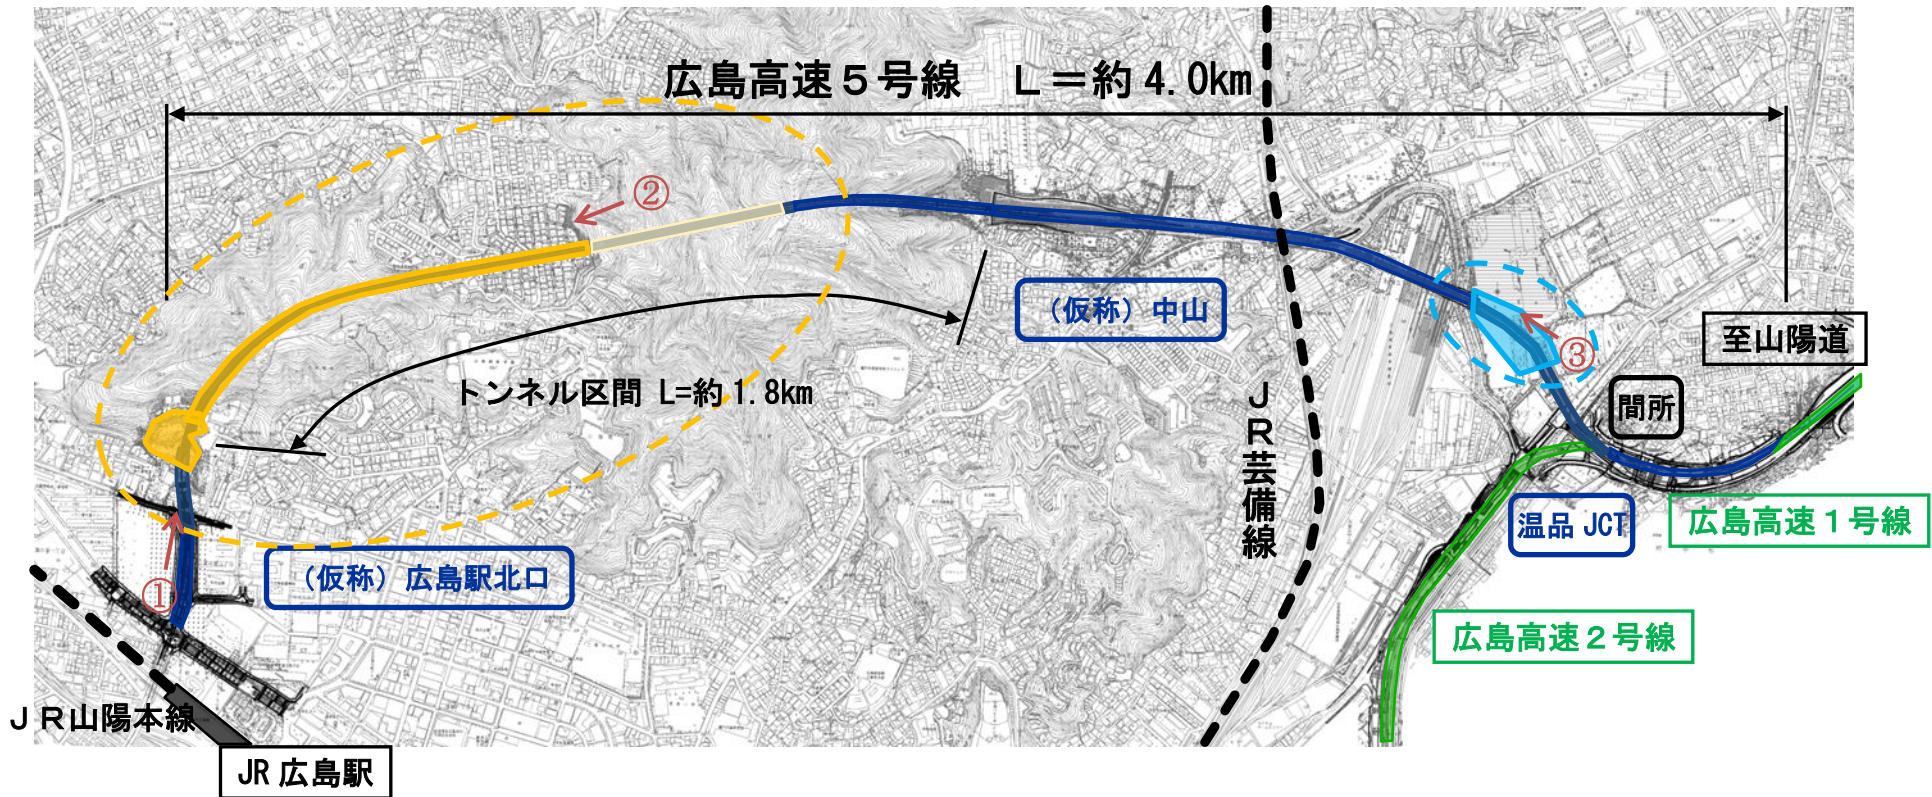 広島高速５号線　Ｌ＝約 4.0km
②
（仮称）中山
③
至山陽道
トンネル区間 L=約 1.8km
ＪＲ芸備線
間所
温品 JCT
広島高速１号線
①
（仮称）広島駅北口
広島高速２号線
ＪＲ山陽本線
JR 広島駅